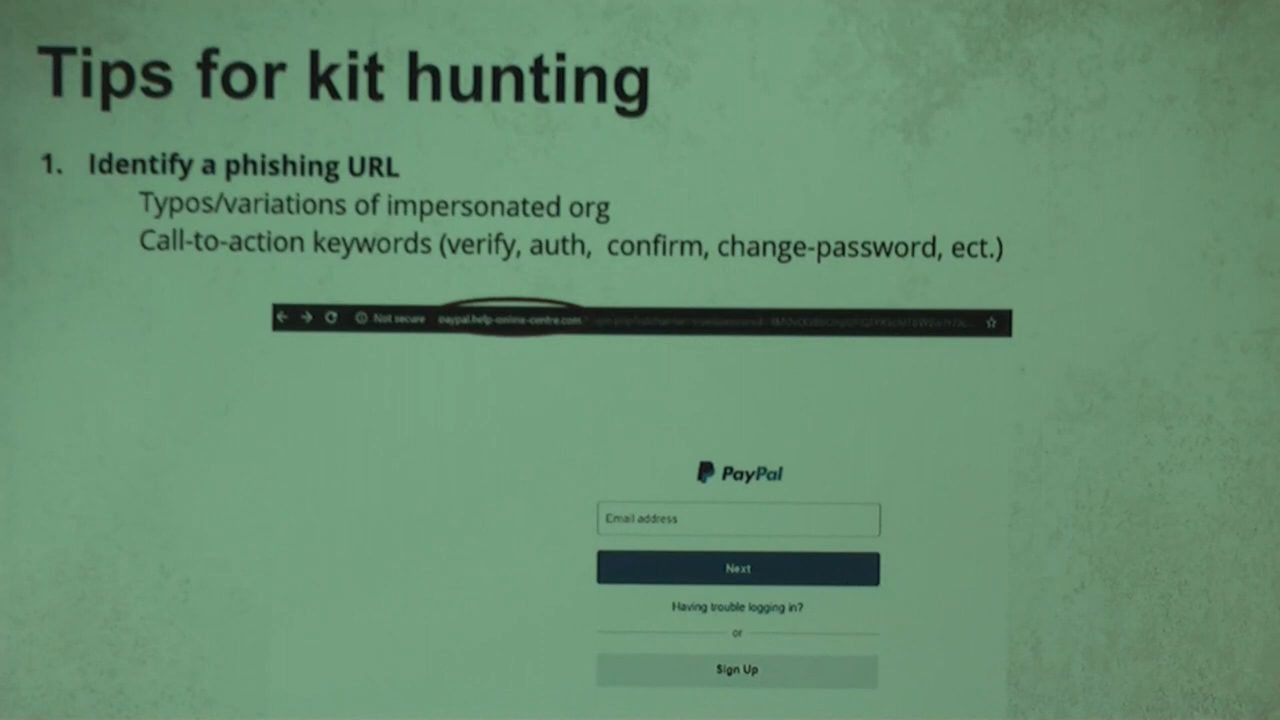 Tips for kit hunting
1. Identify a phishing URL
Typos/variations of impersonated org
Call-to-action keywords (verify, auth, confirm, change-password, ect.)
Not secure paypal.help-online-centre.com
PayPal
Email address
Next
Having trouble logging in?
or
Sign Up